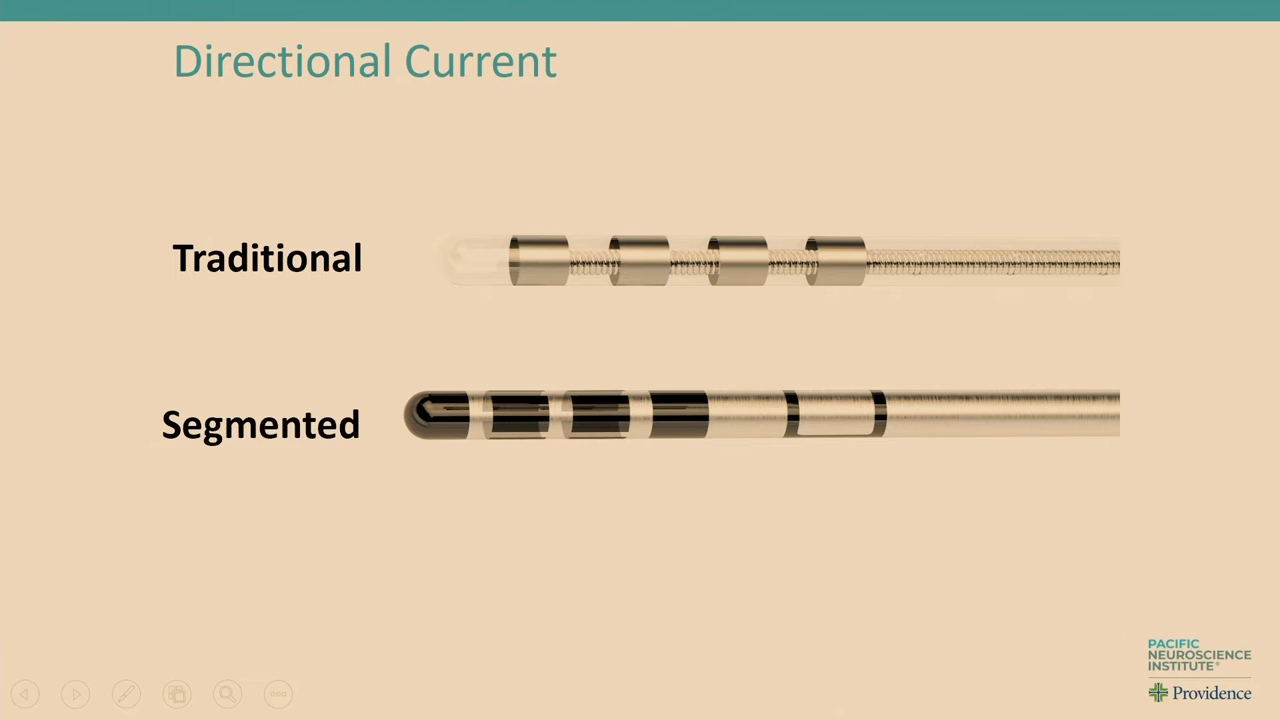 Directional Current
Traditional
Segmented
PACIFIC
NEUROSCIENCE
INSTITUTE®
Providence